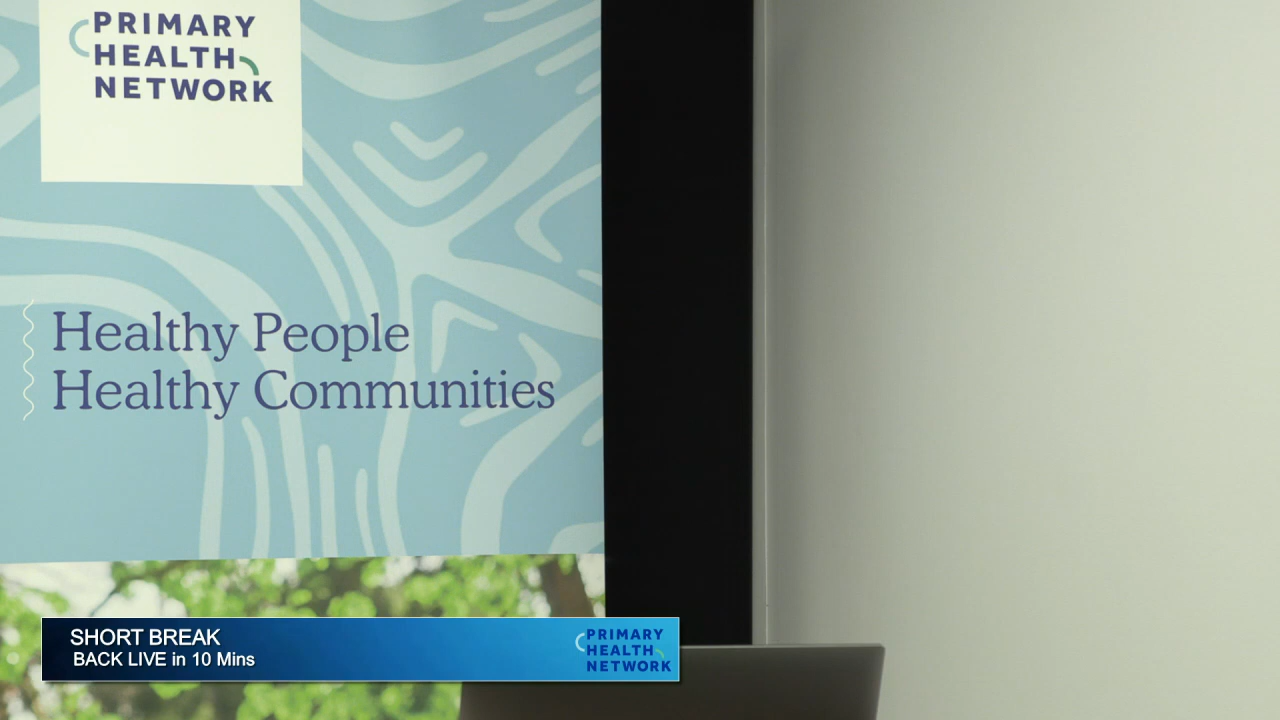 PRIMARY
HEALTH
NETWORK
Healthy People
Healthy Communities
SHORT BREAK
BACK LIVE in 10 Mins
PRIMARY
HEALTH
NETWORK